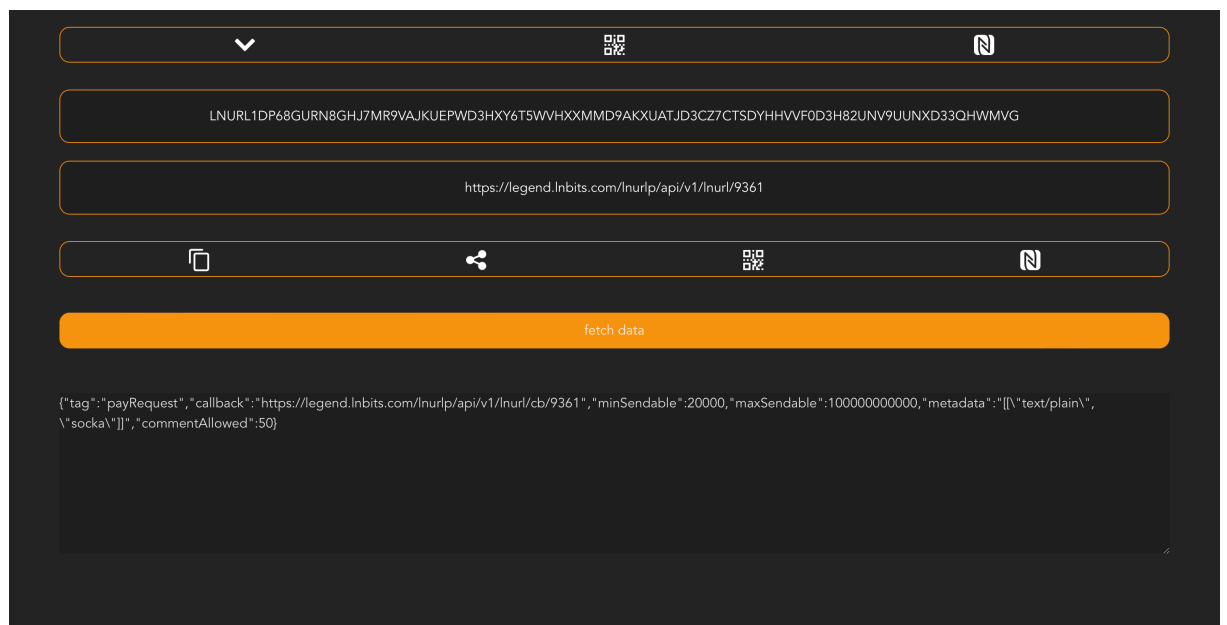 LNURL1DP68GURN8GHJ7MR9VAJKUEPWD3HXY6T5WVHXXMMD9AKXUATJD3CZ7CTSDYHHVVF0D3H82UNV9UUNXD33QHWMVG
https://legend.lnbits.com/lnurlp/api/v1/lnurl/9361
fetch data
{"tag":"payRequest","callback":"https://legend.lnbits.com/lnurlp/api/v1/lnurl/cb/9361","minSendable":20000,"maxSendable":100000000000,"metadata":"[[\"text/plain\",
\"socka\"]]","commentAllowed":50}